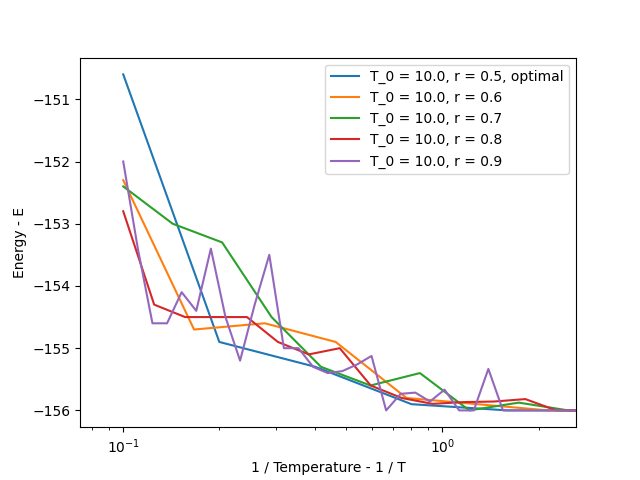 T_0 = 10.0, r = 0.5, optimal
T_0 = 10.0, r = 0.6
T_0 = 10.0, r = 0.7
T_0 = 10.0, r = 0.8
T_0 = 10.0, r = 0.9
−151
−152
−153
−154
−155
−156
Energy - E
10⁻¹
10⁰
1 / Temperature - 1 / T